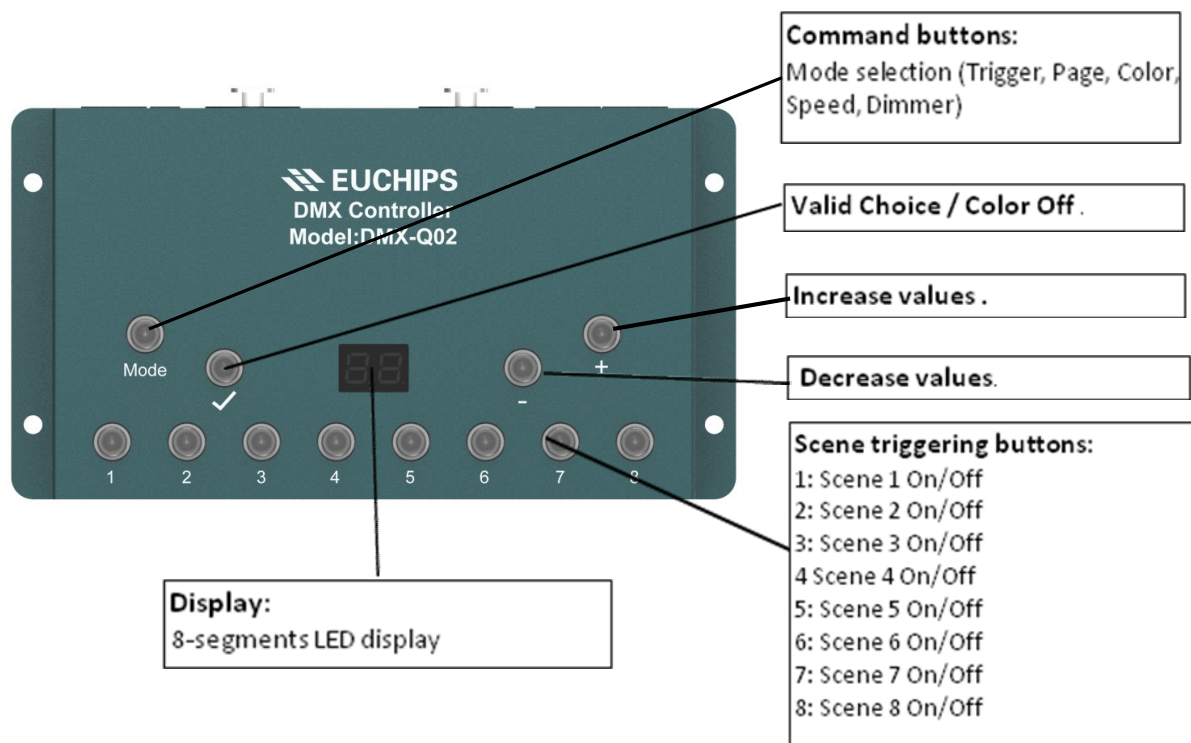 EUCHIPS
DMX Controller
Model:DMX-Q02
Mode
-
+
1 2 3 4 5 6 7 8
Command buttons:
Mode selection (Trigger, Page, Color,
Speed, Dimmer)
Valid Choice / Color Off .
Increase values .
Decrease values.
Scene triggering buttons:
1: Scene 1 On/Off
2: Scene 2 On/Off
3: Scene 3 On/Off
4 Scene 4 On/Off
5: Scene 5 On/Off
6: Scene 6 On/Off
7: Scene 7 On/Off
8: Scene 8 On/Off
Display:
8-segments LED display